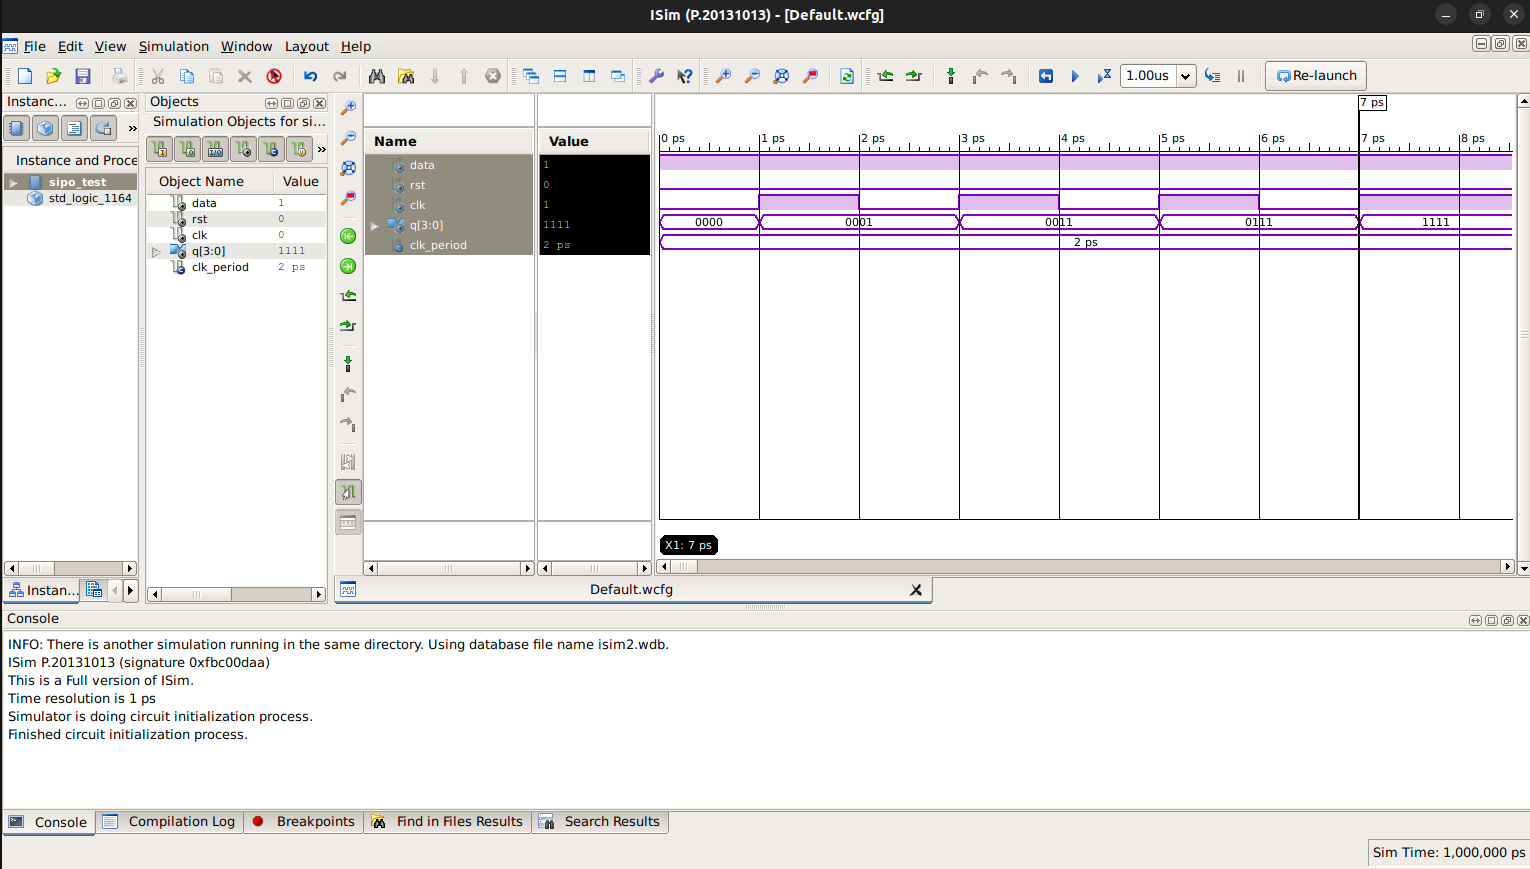 ISim (P.20131013) - [Default.wcfg]
File Edit View Simulation Window Layout Help
1.00us
Re-launch
Instanc...
Instance and Proce
sipo_test
std_logic_1164
Instan...
Objects
Simulation Objects for si...
Object Name Value
data 1
rst 0
clk 0
q[3:0] 1111
clk_period 2 ps
Name Value
data 1
rst 0
clk 1
q[3:0] 1111
clk_period 2 ps
7 ps
0 ps 1 ps 2 ps 3 ps 4 ps 5 ps 6 ps 7 ps 8 ps
0000 0001 0011 0111 1111
2 ps
X1: 7 ps
Default.wcfg
Console
INFO: There is another simulation running in the same directory. Using database file name isim2.wdb.
ISim P.20131013 (signature 0xfbc00daa)
This is a Full version of ISim.
Time resolution is 1 ps
Simulator is doing circuit initialization process.
Finished circuit initialization process.
Console Compilation Log Breakpoints Find in Files Results Search Results
Sim Time: 1,000,000 ps